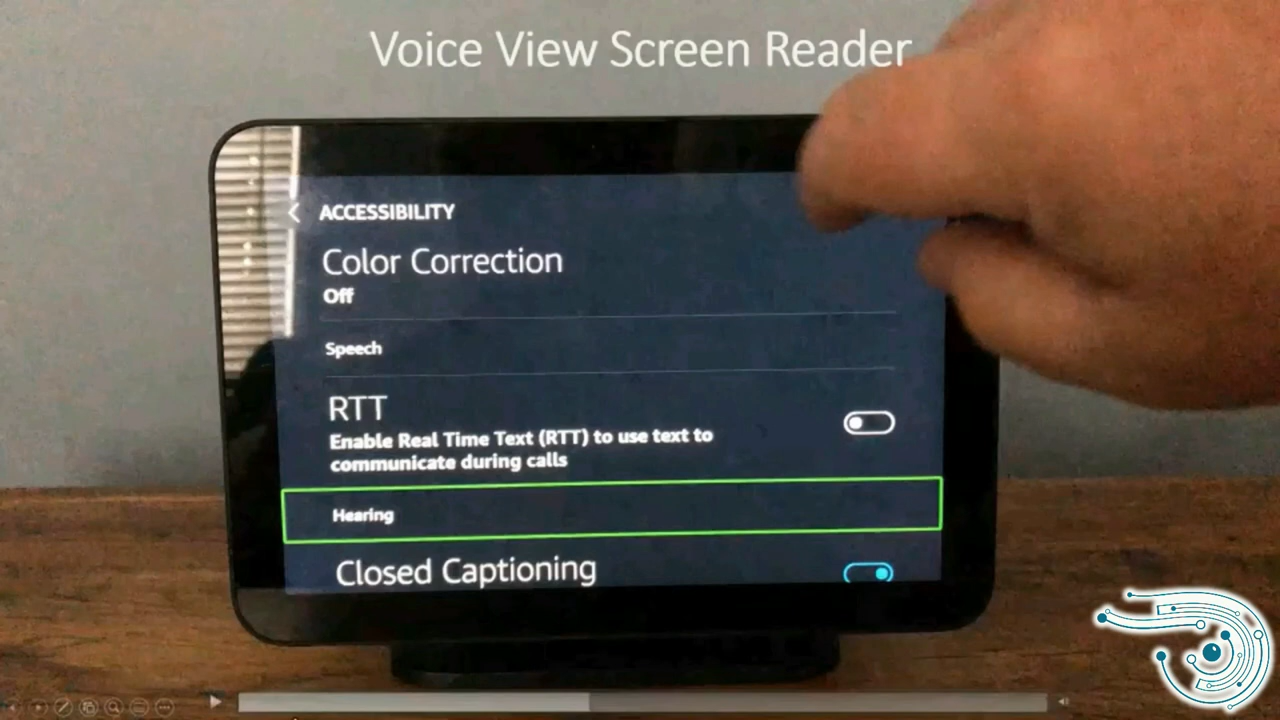 Voice View Screen Reader
ACCESSIBILITY
Color Correction
Off
Speech
RTT
Enable Real Time Text (RTT) to use text to
communicate during calls
Hearing
Closed Captioning